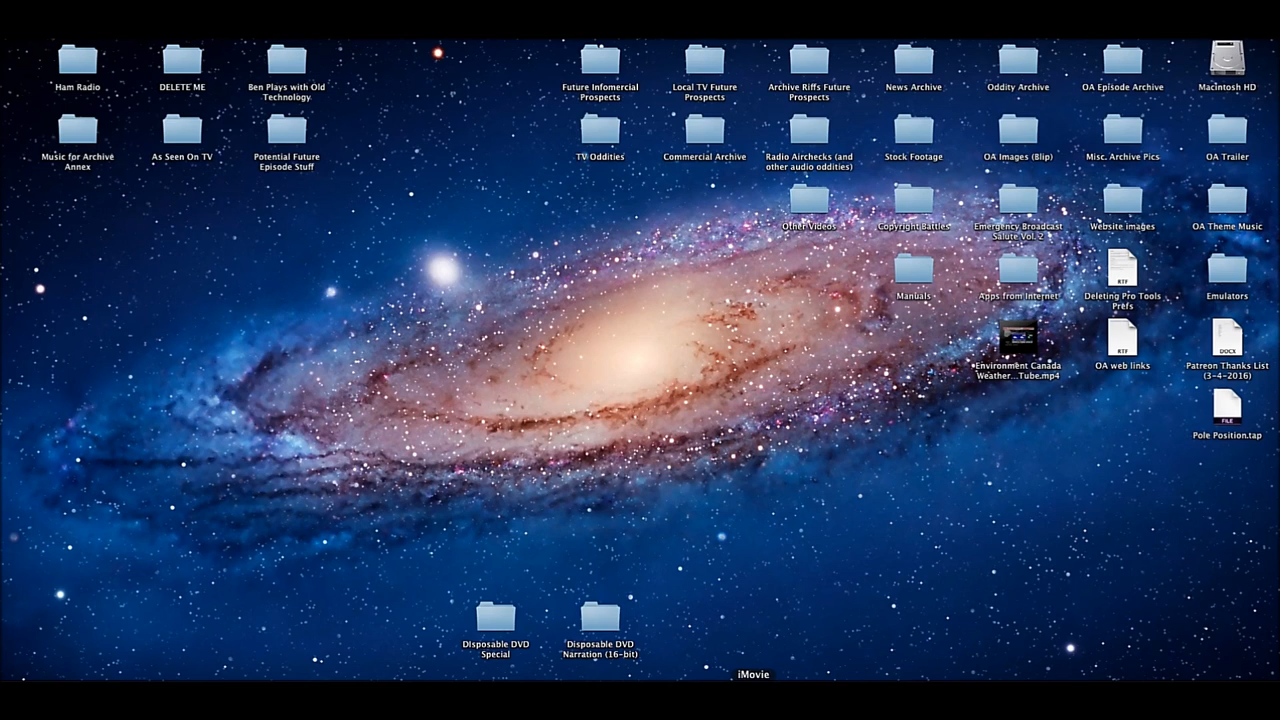 Ham Radio
DELETE ME
Ben Plays with Old
Technology
Future Infomercial
Prospects
Local TV Future
Prospects
Archive Riffs Future
Prospects
News Archive
Oddity Archive
OA Episode Archive
Macintosh HD
Music for Archive
Annex
As Seen On TV
Potential Future
Episode Stuff
TV Oddities
Commercial Archive
Radio Airchecks (and
other audio oddities)
Stock Footage
OA Images (Blip)
Misc. Archive Pics
OA Trailer
Other Videos
Copyright Battles
Emergency Broadcast
Salute Vol. 2
Website images
OA Theme Music
Manuals
Apps from Internet
RTF
Deleting Pro Tools
Prefs
Emulators
Environment Canada
Weather...Tube.mp4
RTF
OA web links
DOCX
Patreon Thanks List
(3-4-2016)
FILE
Pole Position.tap
DIsposable DVD
Special
Disposable DVD
Narration (16-bit)
iMovie